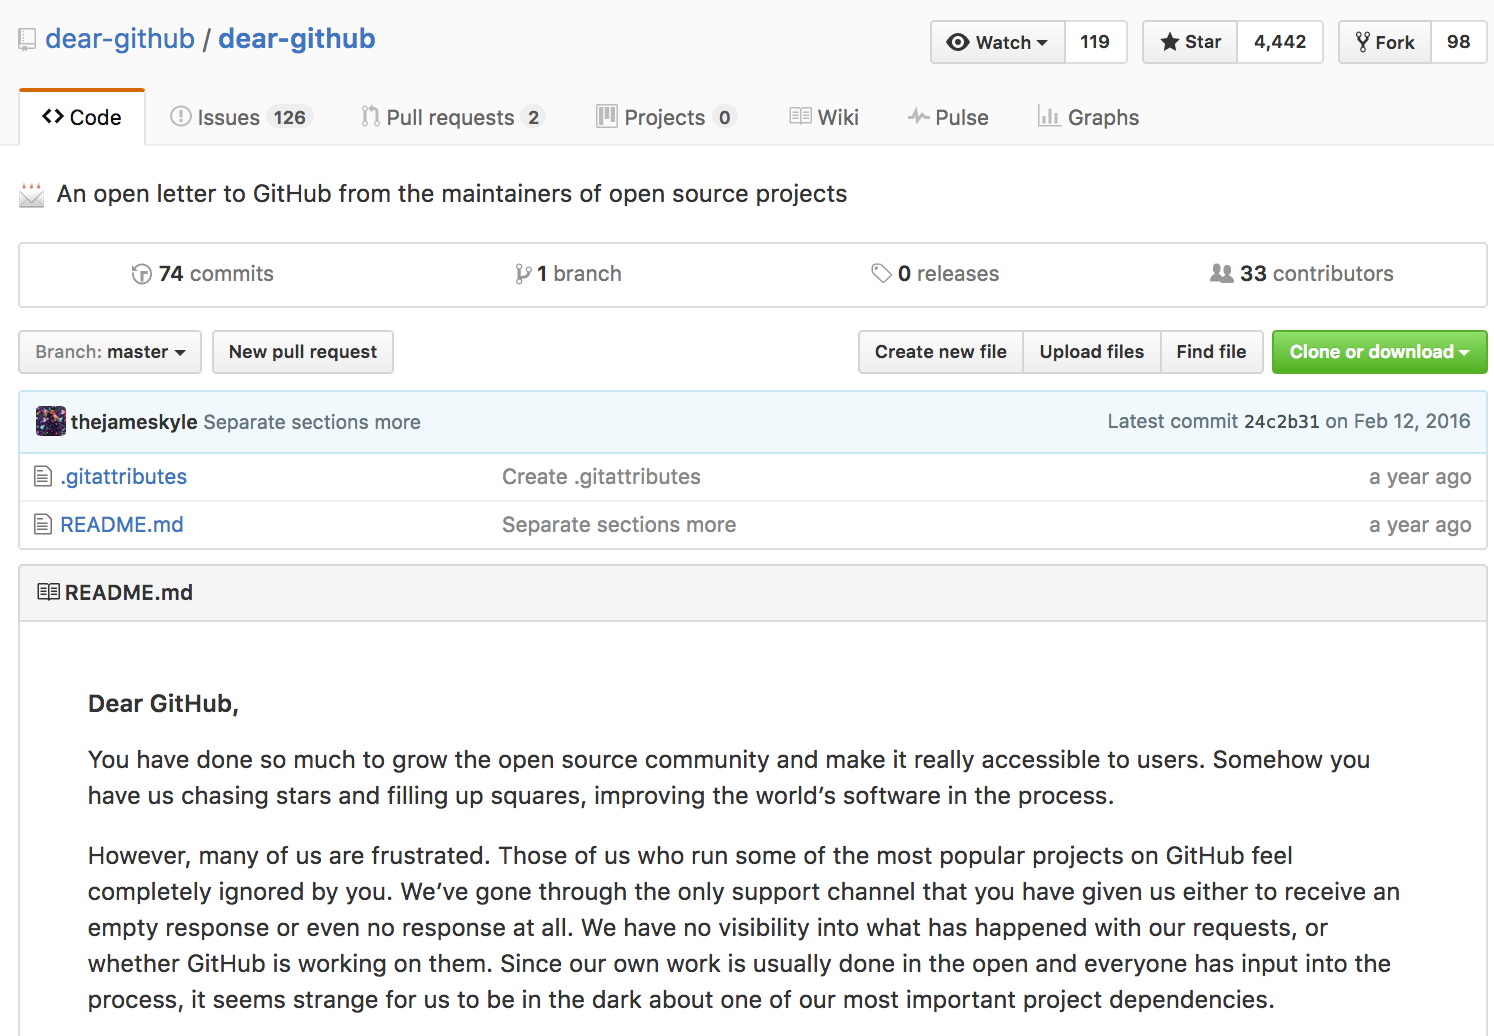 dear-github / dear-github
Watch 119 Star 4,442 Fork 98
Code Issues 126 Pull requests 2 Projects 0 Wiki Pulse Graphs
An open letter to GitHub from the maintainers of open source projects
74 commits 1 branch 0 releases 33 contributors
Branch: master New pull request Create new file Upload files Find file Clone or download
thejameskyle Separate sections more Latest commit 24c2b31 on Feb 12, 2016
.gitattributes Create .gitattributes a year ago
README.md Separate sections more a year ago
README.md
Dear GitHub,
You have done so much to grow the open source community and make it really accessible to users. Somehow you
have us chasing stars and filling up squares, improving the world’s software in the process.
However, many of us are frustrated. Those of us who run some of the most popular projects on GitHub feel
completely ignored by you. We’ve gone through the only support channel that you have given us either to receive an
empty response or even no response at all. We have no visibility into what has happened with our requests, or
whether GitHub is working on them. Since our own work is usually done in the open and everyone has input into the
process, it seems strange for us to be in the dark about one of our most important project dependencies.